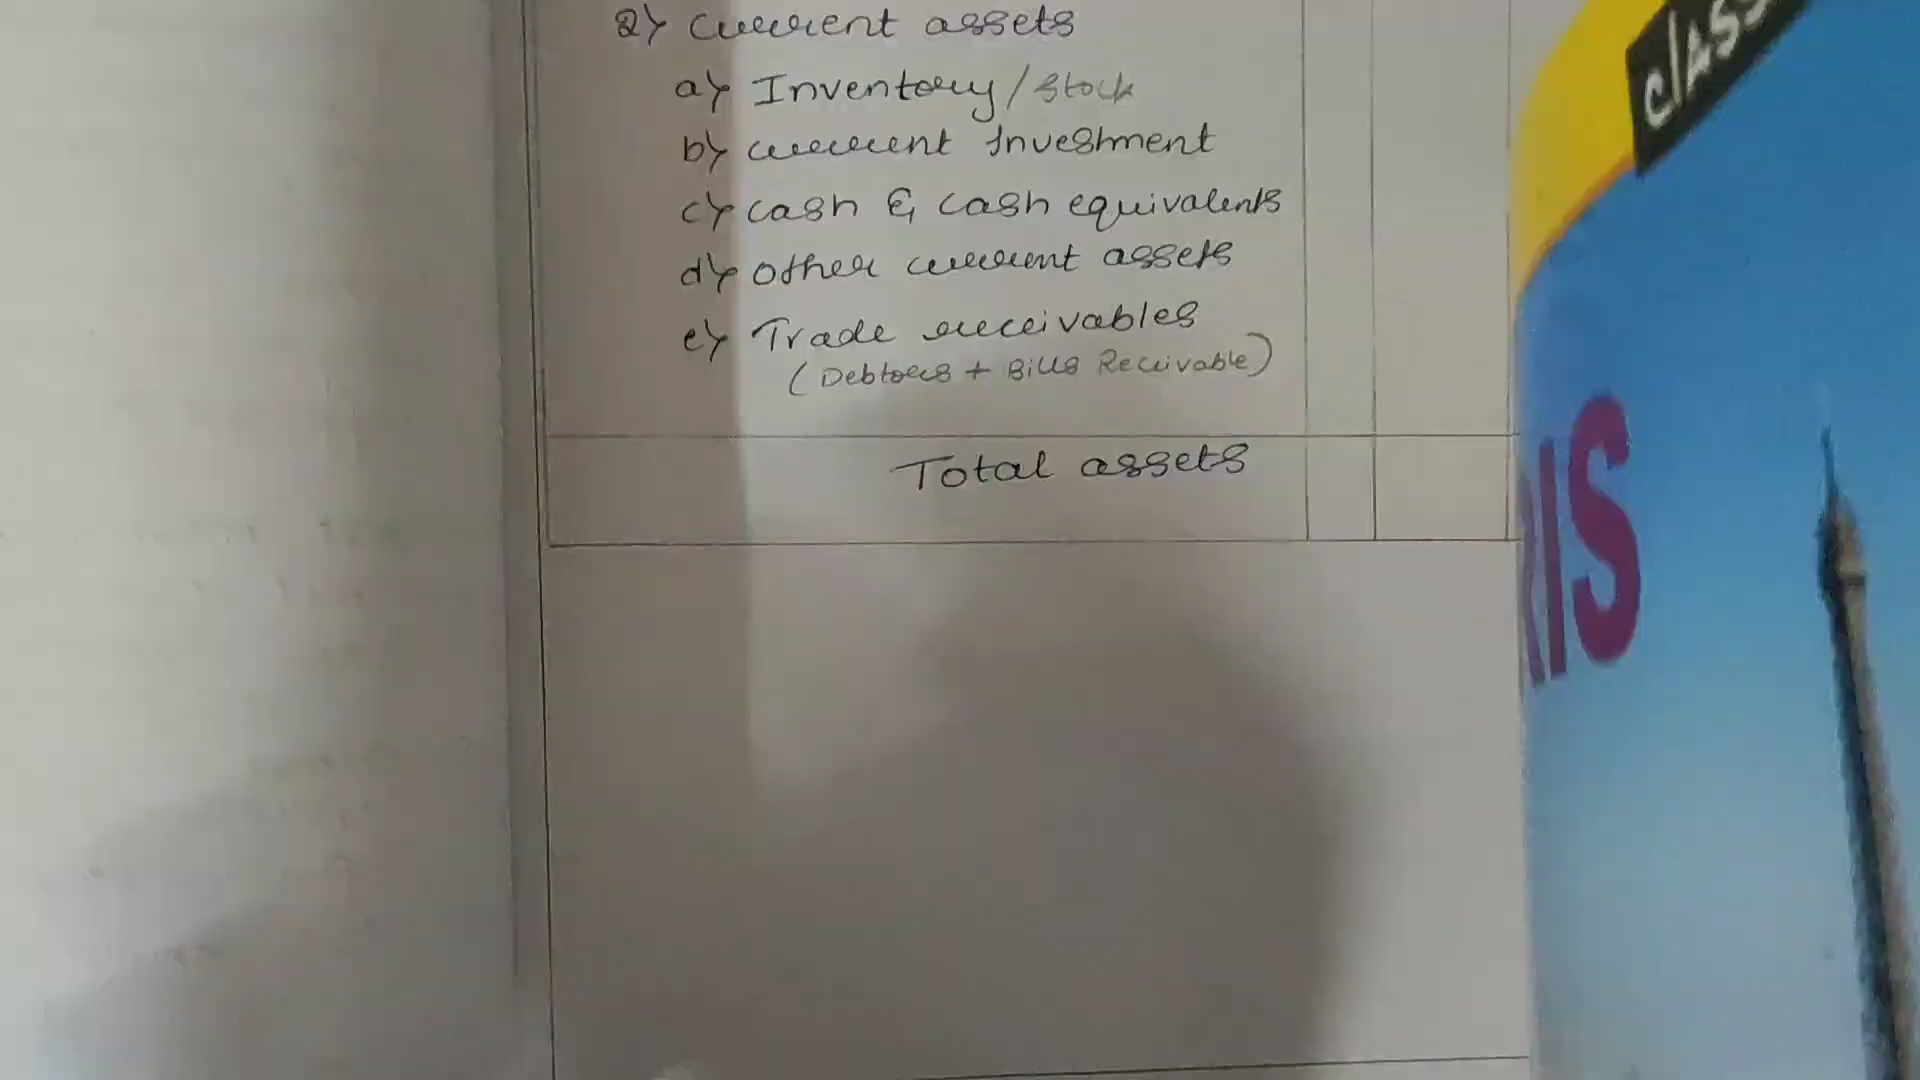 2) Current assets
a) Inventory/Stock
b) current Investment
c) cash & cash equivalents
d) other current assets
e) Trade receivables
(Debtors + Bills Receivable)
Total assets
CLASS
IS